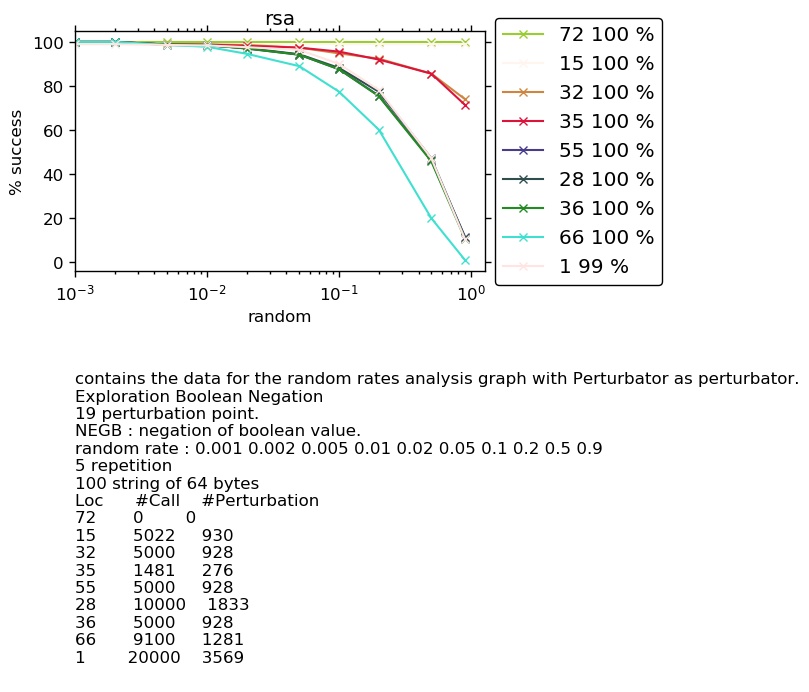 rsa
100
80
60
40
20
0
% success
10⁻³ 10⁻² 10⁻¹ 10⁰
random
72 100 %
15 100 %
32 100 %
35 100 %
55 100 %
28 100 %
36 100 %
66 100 %
1 99 %
contains the data for the random rates analysis graph with Perturbator as perturbator.
Exploration Boolean Negation
19 perturbation point.
NEGB : negation of boolean value.
random rate : 0.001 0.002 0.005 0.01 0.02 0.05 0.1 0.2 0.5 0.9
5 repetition
100 string of 64 bytes
Loc #Call #Perturbation
72 0 0
15 5022 930
32 5000 928
35 1481 276
55 5000 928
28 10000 1833
36 5000 928
66 9100 1281
1 20000 3569